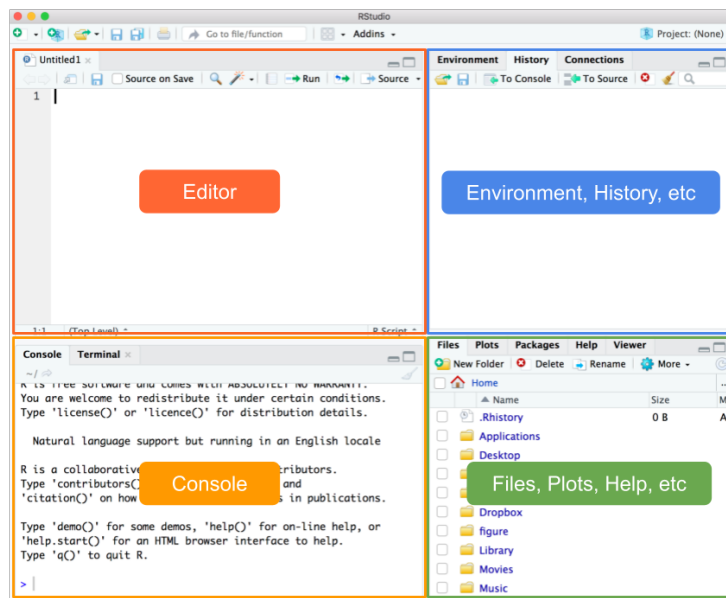 RStudio
Go to file/function
Addins
Project: (None)
Untitled1
Source on Save
Run
Source
1
Editor
1:1
(Top Level)
R Script
Environment
History
Connections
To Console
To Source
Environment, History, etc
Console
Terminal
~/
R is free software and comes with ABSOLUTELY NO WARRANTY.
You are welcome to redistribute it under certain conditions.
Type 'license()' or 'licence()' for distribution details.
Natural language support but running in an English locale
R is a collaborative
tributors.
Type 'contributors()
and
'citation()' on how
s in publications.
Console
Type 'demo()' for some demos, 'help()' for on-line help, or
'help.start()' for an HTML browser interface to help.
Type 'q()' to quit R.
>
Files
Plots
Packages
Help
Viewer
New Folder
Delete
Rename
More
Home
Name
Size
M
.Rhistory
0 B
A
Applications
Desktop
Files, Plots, Help, etc
Dropbox
figure
Library
Movies
Music